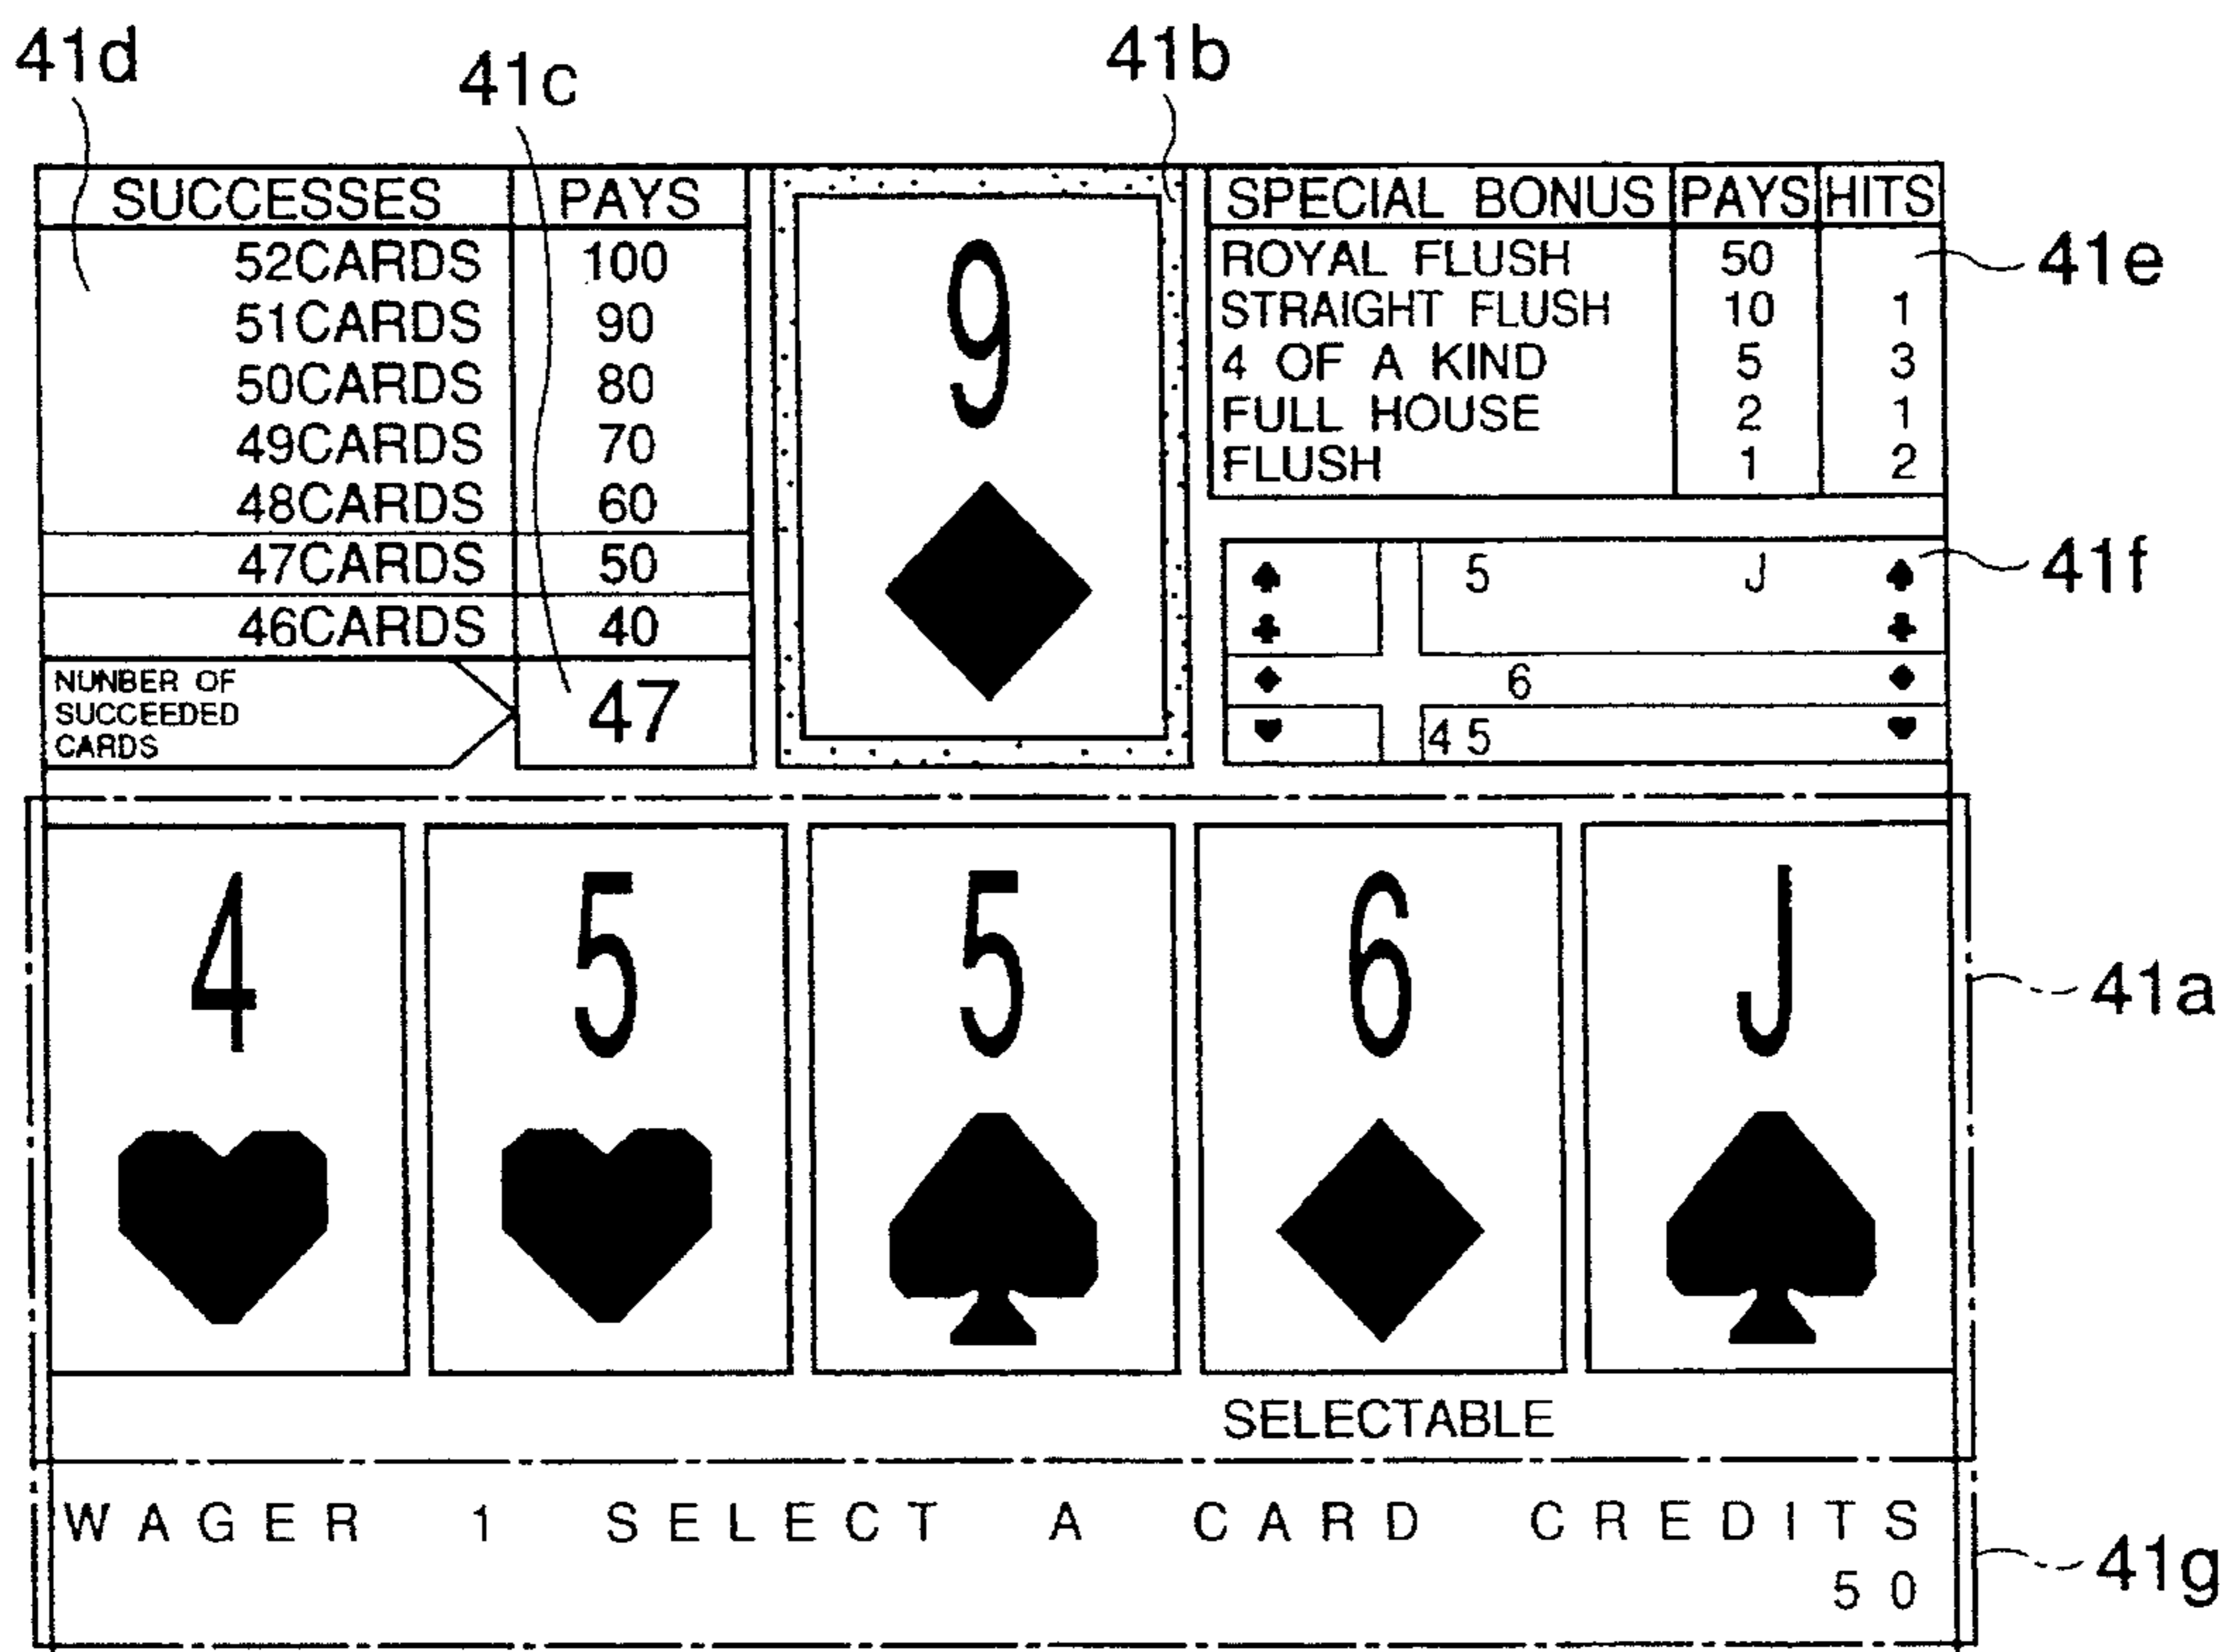 41d
41c
41b
SUCCESSES PAYS
52CARDS 100
51CARDS 90
50CARDS 80
49CARDS 70
48CARDS 60
47CARDS 50
46CARDS 40
NUNBER OF
SUCCEEDED
CARDS
47
9
SPECIAL BONUS PAYS HITS
ROYAL FLUSH 50
STRAIGHT FLUSH 10 1
4 OF A KIND 5 3
FULL HOUSE 2 1
FLUSH 1 2
41e
♠ 5 J ♠
♣ ♣
♦ 6 ♦
♥ 4 5 ♥
41f
4 5 5 6 J
41a
SELECTABLE
WAGER 1 SELECT A CARD CREDITS
50
41g